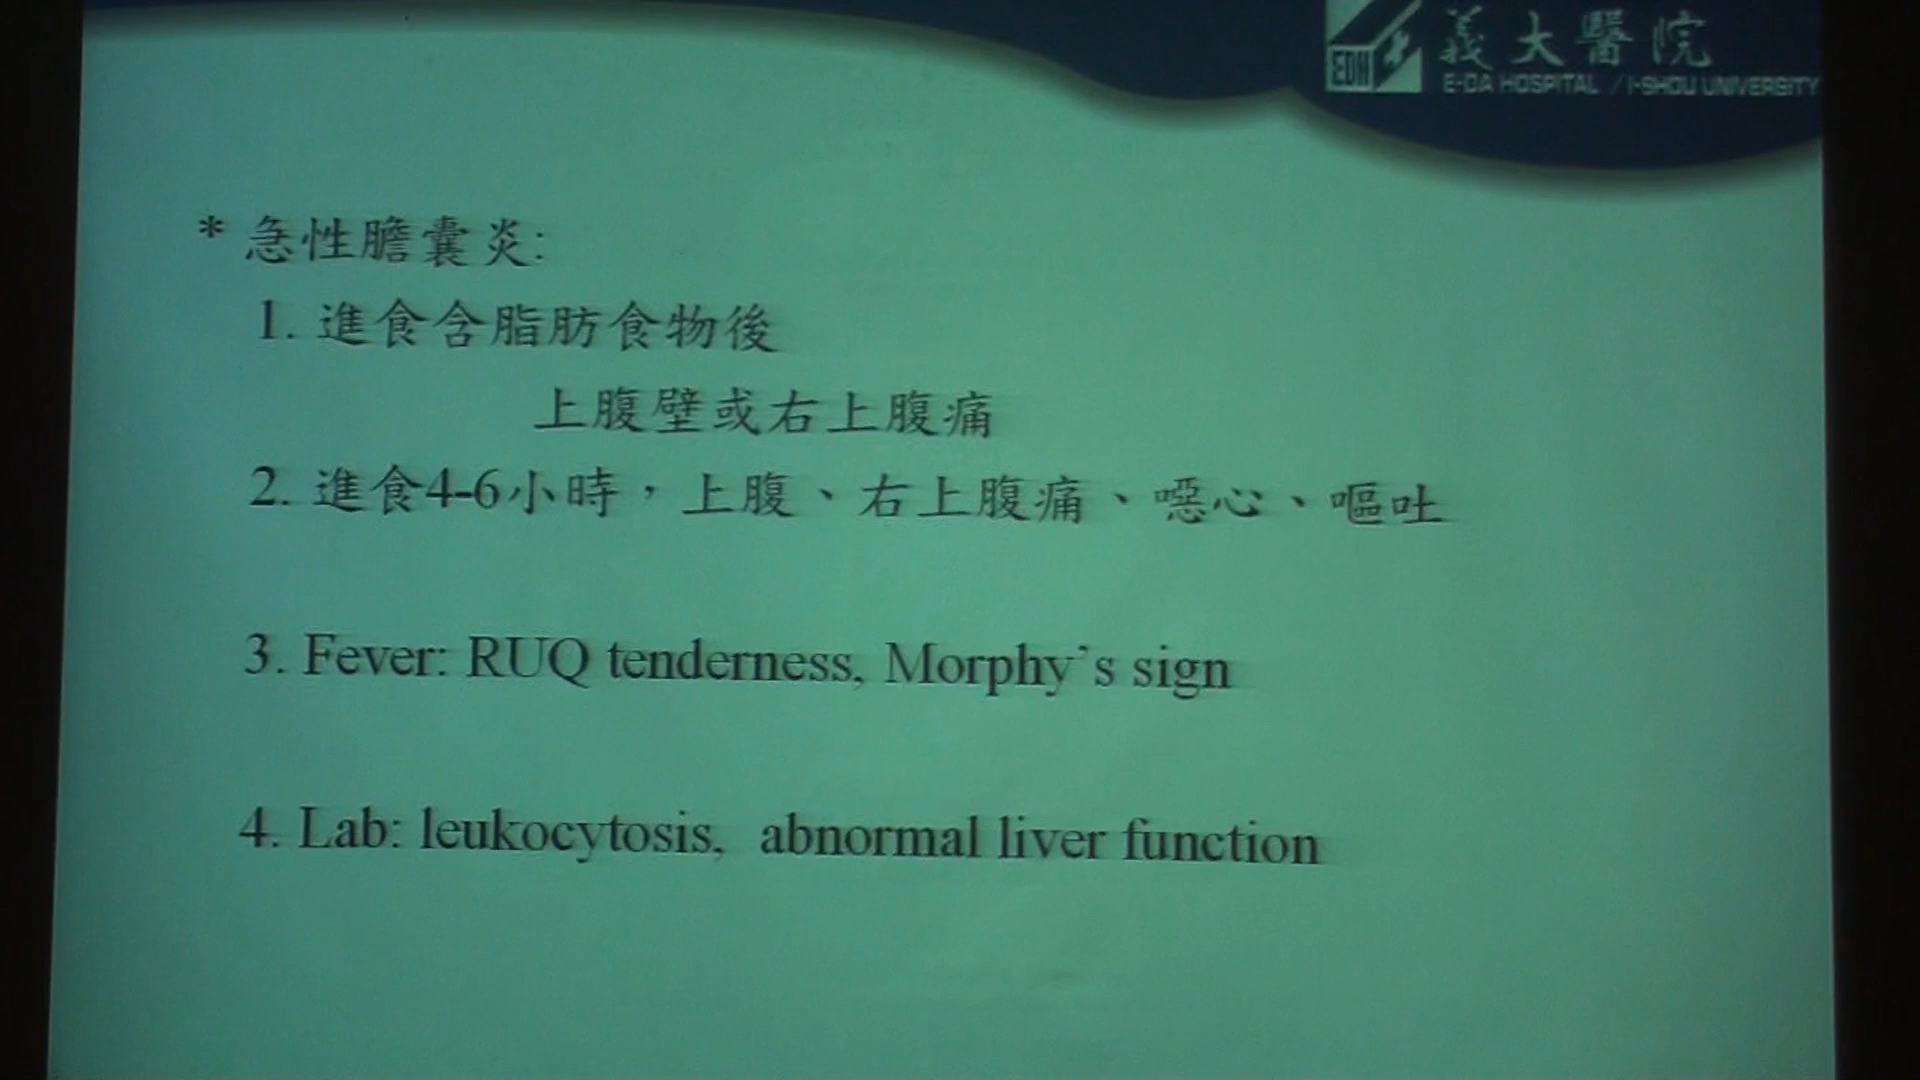 EDH
義大醫院
E-DA HOSPITAL / I-SHOU UNIVERSITY
* 急性膽囊炎:
1. 進食含脂肪食物後
上腹壁或右上腹痛
2. 進食4-6小時，上腹、右上腹痛、噁心、嘔吐
3. Fever: RUQ tenderness, Morphy's sign
4. Lab: leukocytosis, abnormal liver function